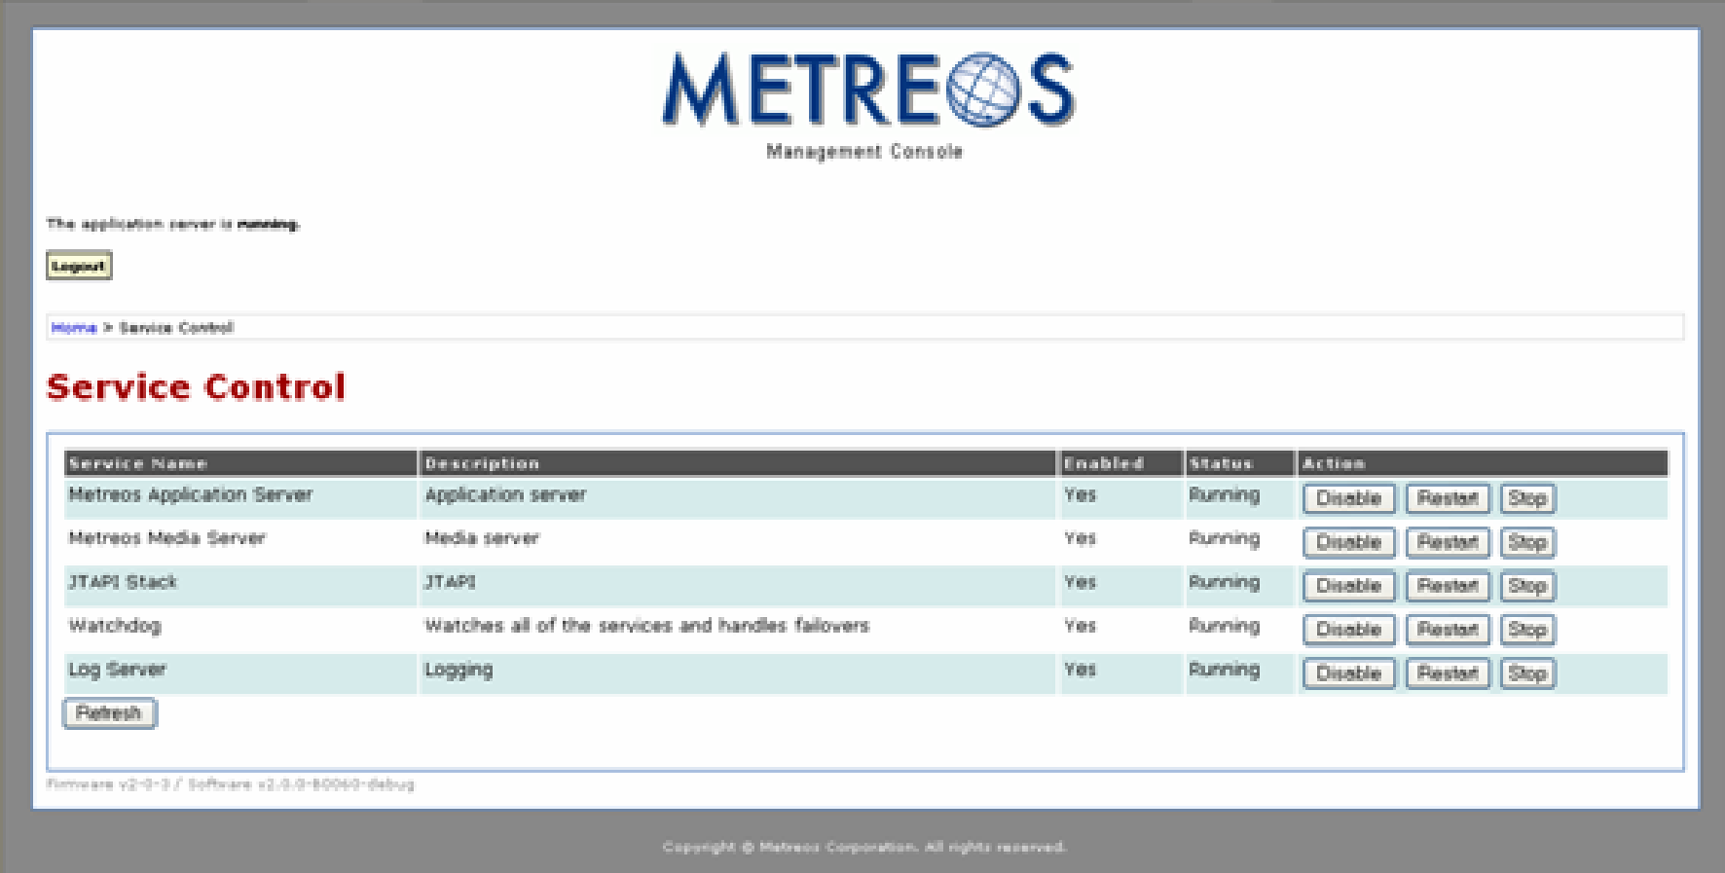 METREOS
Management Console
The application server is running.
Logout
Home > Service Control
Service Control
Service Name Description Enabled Status Action
Metreos Application Server Application server Yes Running Disable Restart Stop
Metreos Media Server Media server Yes Running Disable Restart Stop
JTAPI Stack JTAPI Yes Running Disable Restart Stop
Watchdog Watches all of the services and handles failovers Yes Running Disable Restart Stop
Log Server Logging Yes Running Disable Restart Stop
Refresh
Firmware v2-0-3 / Software v2.0.0-b0060-debug
Copyright © Metreos Corporation. All rights reserved.